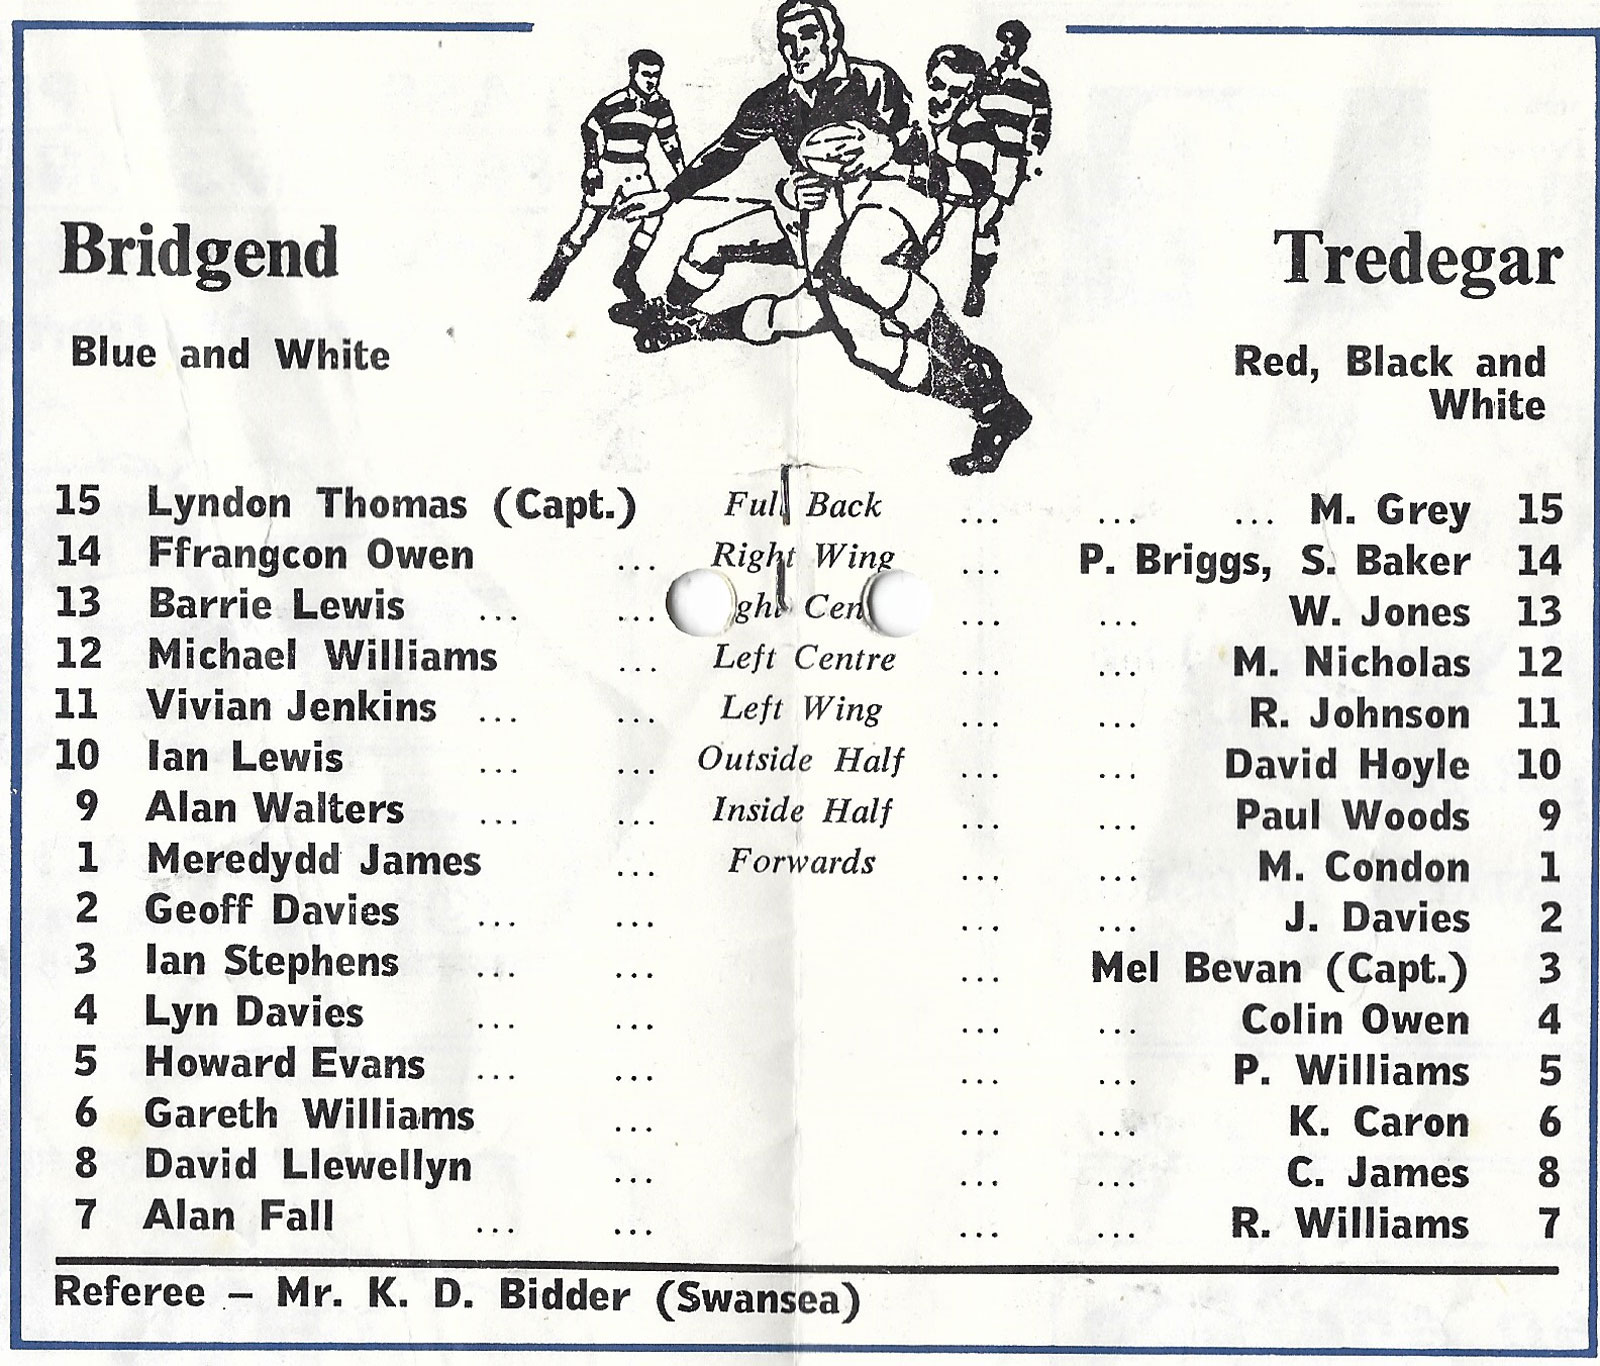 Bridgend
Tredegar
Blue and White
Red, Black and
White
15 Lyndon Thomas (Capt.) Full Back ... ... ... M. Grey 15
14 Ffrangcon Owen ... Right Wing ... P. Briggs, S. Baker 14
13 Barrie Lewis ... ... ... ... W. Jones 13
12 Michael Williams ... Left Centre ... ... M. Nicholas 12
11 Vivian Jenkins ... ... Left Wing ... ... R. Johnson 11
10 Ian Lewis ... ... Outside Half ... ... David Hoyle 10
9 Alan Walters ... ... Inside Half ... ... Paul Woods 9
1 Meredydd James ... Forwards ... ... M. Condon 1
2 Geoff Davies ... ... ... ... J. Davies 2
3 Ian Stephens ... ... ... Mel Bevan (Capt.) 3
4 Lyn Davies ... ... ... ... Colin Owen 4
5 Howard Evans ... ... ... ... P. Williams 5
6 Gareth Williams ... ... ... K. Caron 6
8 David Llewellyn ... ... ... C. James 8
7 Alan Fall ... ... ... ... R. Williams 7
Referee – Mr. K. D. Bidder (Swansea)